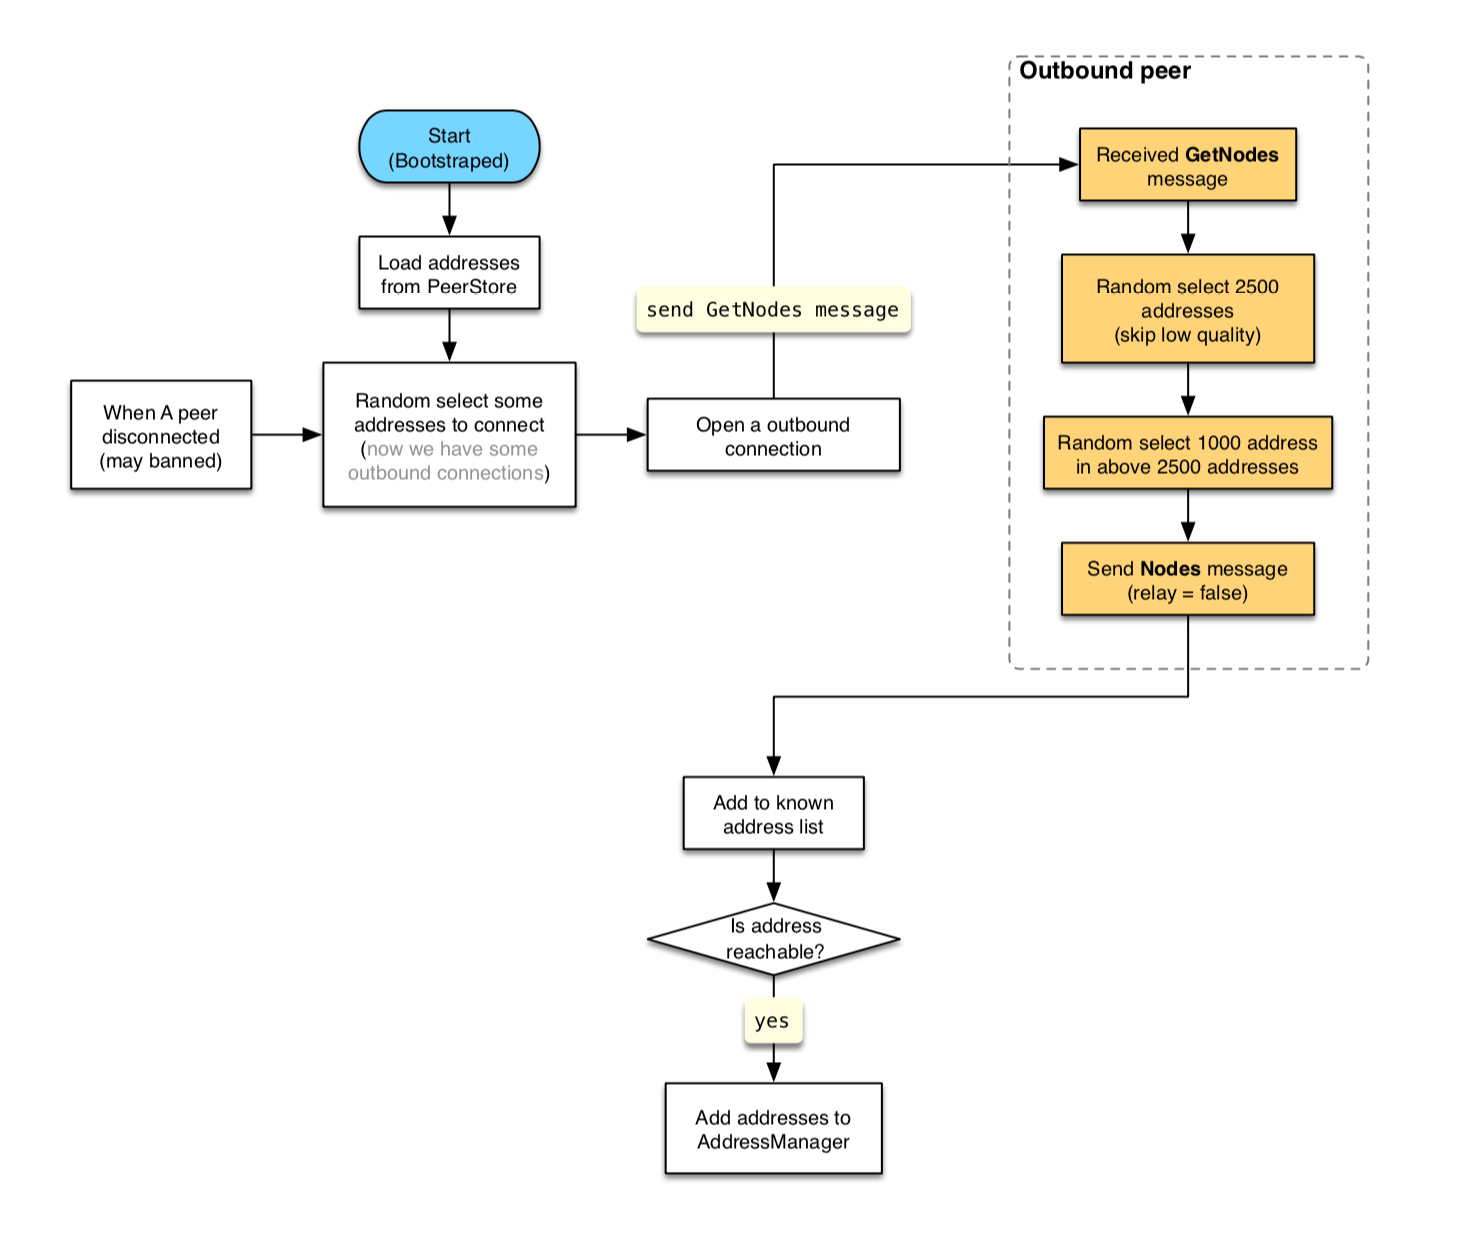 Outbound peer
Start
(Bootstraped)
Load addresses
from PeerStore
When A peer
disconnected
(may banned)
Random select some
addresses to connect
(now we have some
outbound connections)
Open a outbound
connection
send GetNodes message
Received GetNodes
message
Random select 2500
addresses
(skip low quality)
Random select 1000 address
in above 2500 addresses
Send Nodes message
(relay = false)
Add to known
address list
Is address
reachable?
yes
Add addresses to
AddressManager